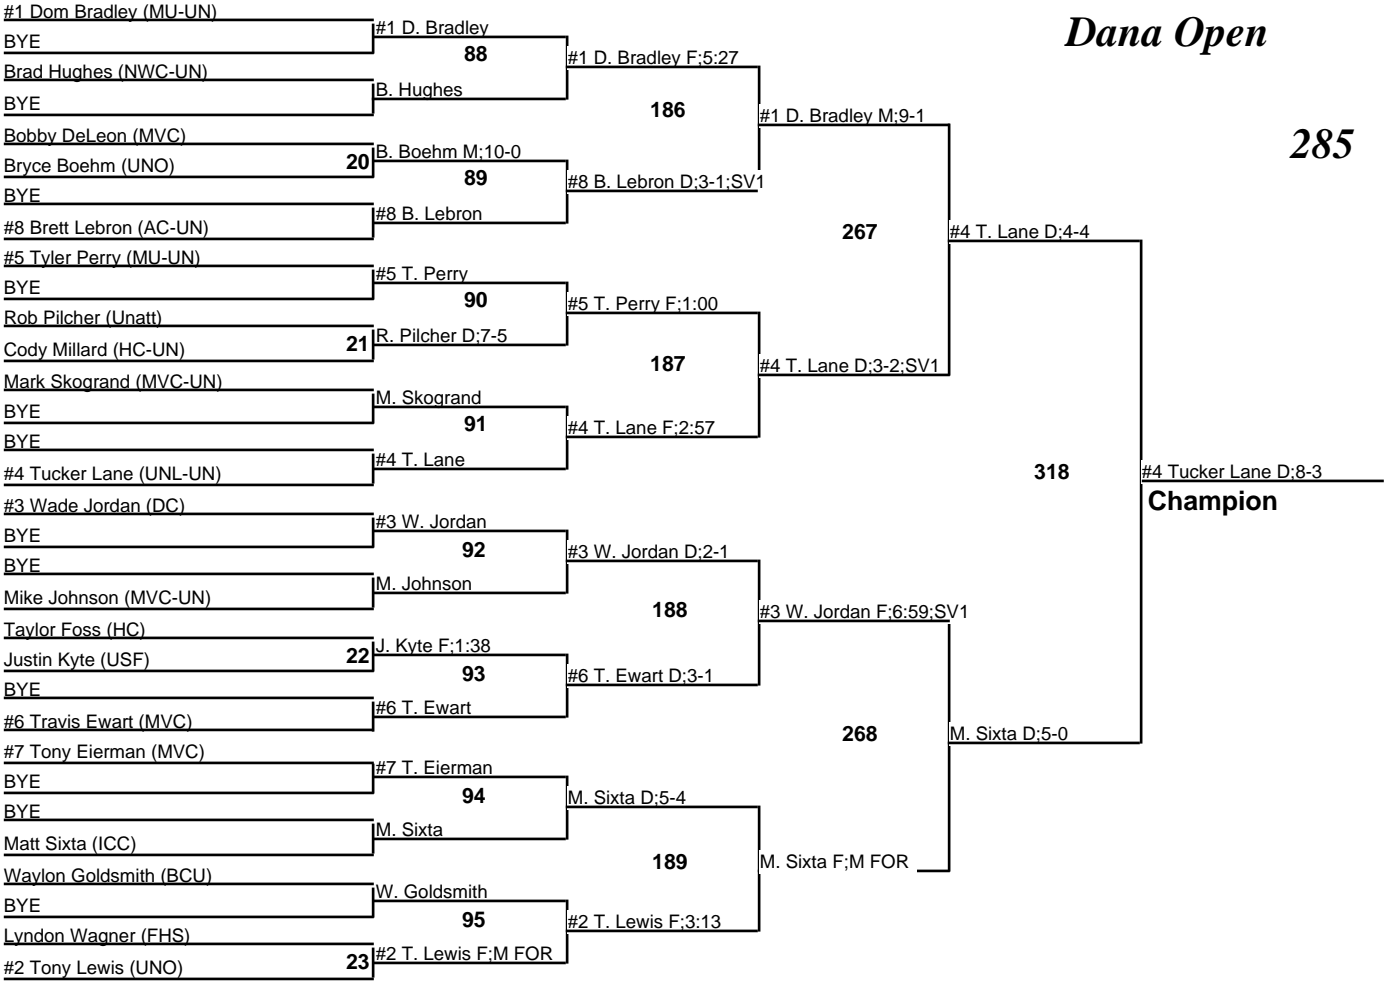 Dana Open
285
#1 Dom Bradley (MU-UN)
BYE
Brad Hughes (NWC-UN)
BYE
Bobby DeLeon (MVC)
Bryce Boehm (UNO)
BYE
#8 Brett Lebron (AC-UN)
#5 Tyler Perry (MU-UN)
BYE
Rob Pilcher (Unatt)
Cody Millard (HC-UN)
Mark Skogrand (MVC-UN)
BYE
BYE
#4 Tucker Lane (UNL-UN)
#3 Wade Jordan (DC)
BYE
BYE
Mike Johnson (MVC-UN)
Taylor Foss (HC)
Justin Kyte (USF)
BYE
#6 Travis Ewart (MVC)
#7 Tony Eierman (MVC)
BYE
BYE
Matt Sixta (ICC)
Waylon Goldsmith (BCU)
BYE
Lyndon Wagner (FHS)
#2 Tony Lewis (UNO)
20
21
22
23
#1 D. Bradley
88
B. Hughes
B. Boehm M;10-0
89
#8 B. Lebron
#5 T. Perry
90
R. Pilcher D;7-5
M. Skogrand
91
#4 T. Lane
#3 W. Jordan
92
M. Johnson
J. Kyte F;1:38
93
#6 T. Ewart
#7 T. Eierman
94
M. Sixta
W. Goldsmith
95
#2 T. Lewis F;M FOR
#1 D. Bradley F;5:27
186
#8 B. Lebron D;3-1;SV1
#5 T. Perry F;1:00
187
#4 T. Lane F;2:57
#3 W. Jordan D;2-1
188
#6 T. Ewart D;3-1
M. Sixta D;5-4
189
#2 T. Lewis F;3:13
#1 D. Bradley M;9-1
267
#4 T. Lane D;3-2;SV1
#3 W. Jordan F;6:59;SV1
268
M. Sixta F;M FOR
#4 T. Lane D;4-4
318
M. Sixta D;5-0
#4 Tucker Lane D;8-3
Champion